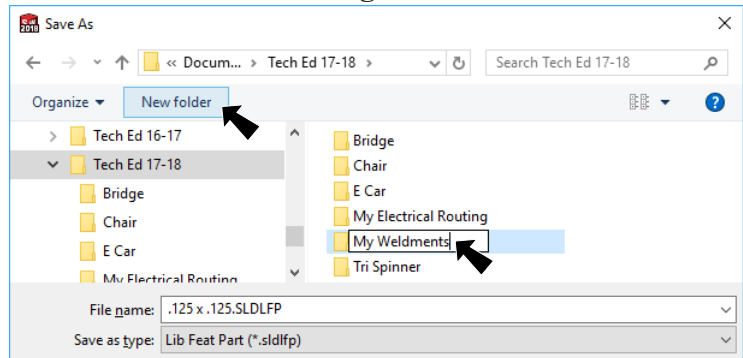 SW
2018
Save As
« Docum... > Tech Ed 17-18 >
Search Tech Ed 17-18
Organize
New folder
?
Tech Ed 16-17
Tech Ed 17-18
Bridge
Chair
E Car
My Electrical Routing
Bridge
Chair
E Car
My Electrical Routing
My Weldments
Tri Spinner
File name: .125 x .125.SLDLFP
Save as type: Lib Feat Part (*.sldlfp)